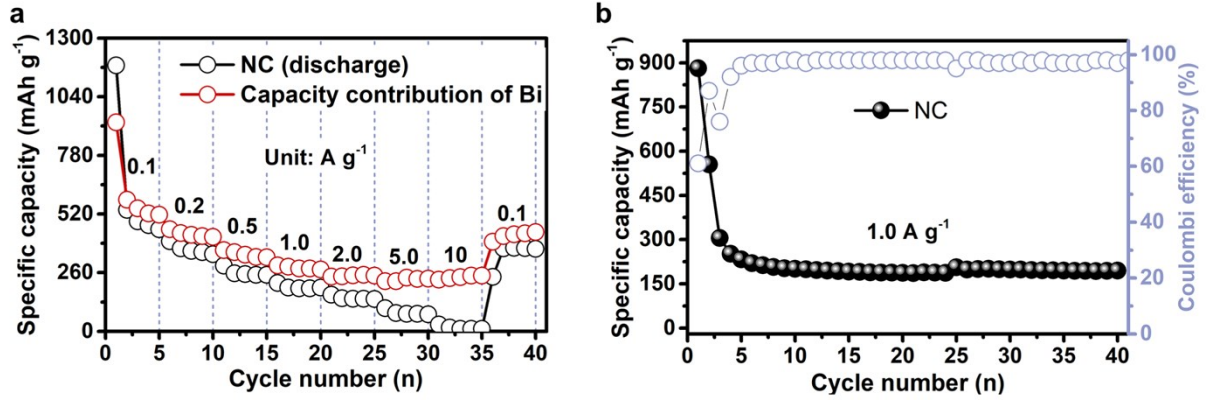 a
1300
1040
780
520
260
0
Specific capacity (mAh g⁻¹)
NC (discharge)
Capacity contribution of Bi
Unit: A g⁻¹
0.1
0.2
0.5
1.0
2.0
5.0
10
0.1
0 5 10 15 20 25 30 35 40
Cycle number (n)
b
900
750
600
450
300
150
0
Specific capacity (mAh g⁻¹)
NC
1.0 A g⁻¹
100
80
60
40
20
0
Coulombi efficiency (%)
0 5 10 15 20 25 30 35 40
Cycle number (n)